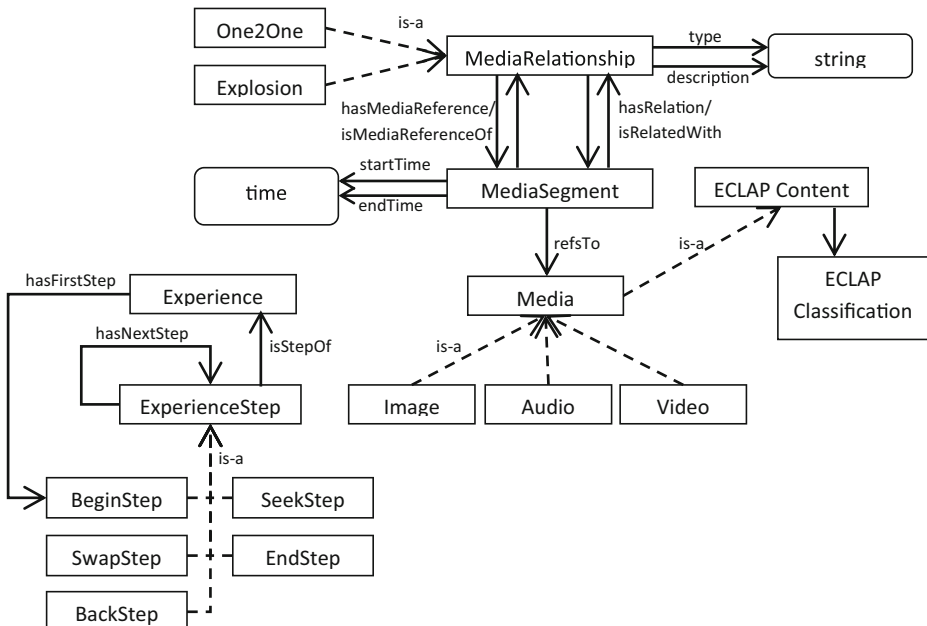 One2One
is-a
type
MediaRelationship
string
Explosion
description
hasMediaReference/
isMediaReferenceOf
hasRelation/
isRelatedWith
startTime
time
MediaSegment
ECLAP Content
endTime
refsTo
is-a
hasFirstStep
Experience
Media
ECLAP
Classification
hasNextStep
isStepOf
is-a
ExperienceStep
Image
Audio
Video
is-a
BeginStep
SeekStep
SwapStep
EndStep
BackStep